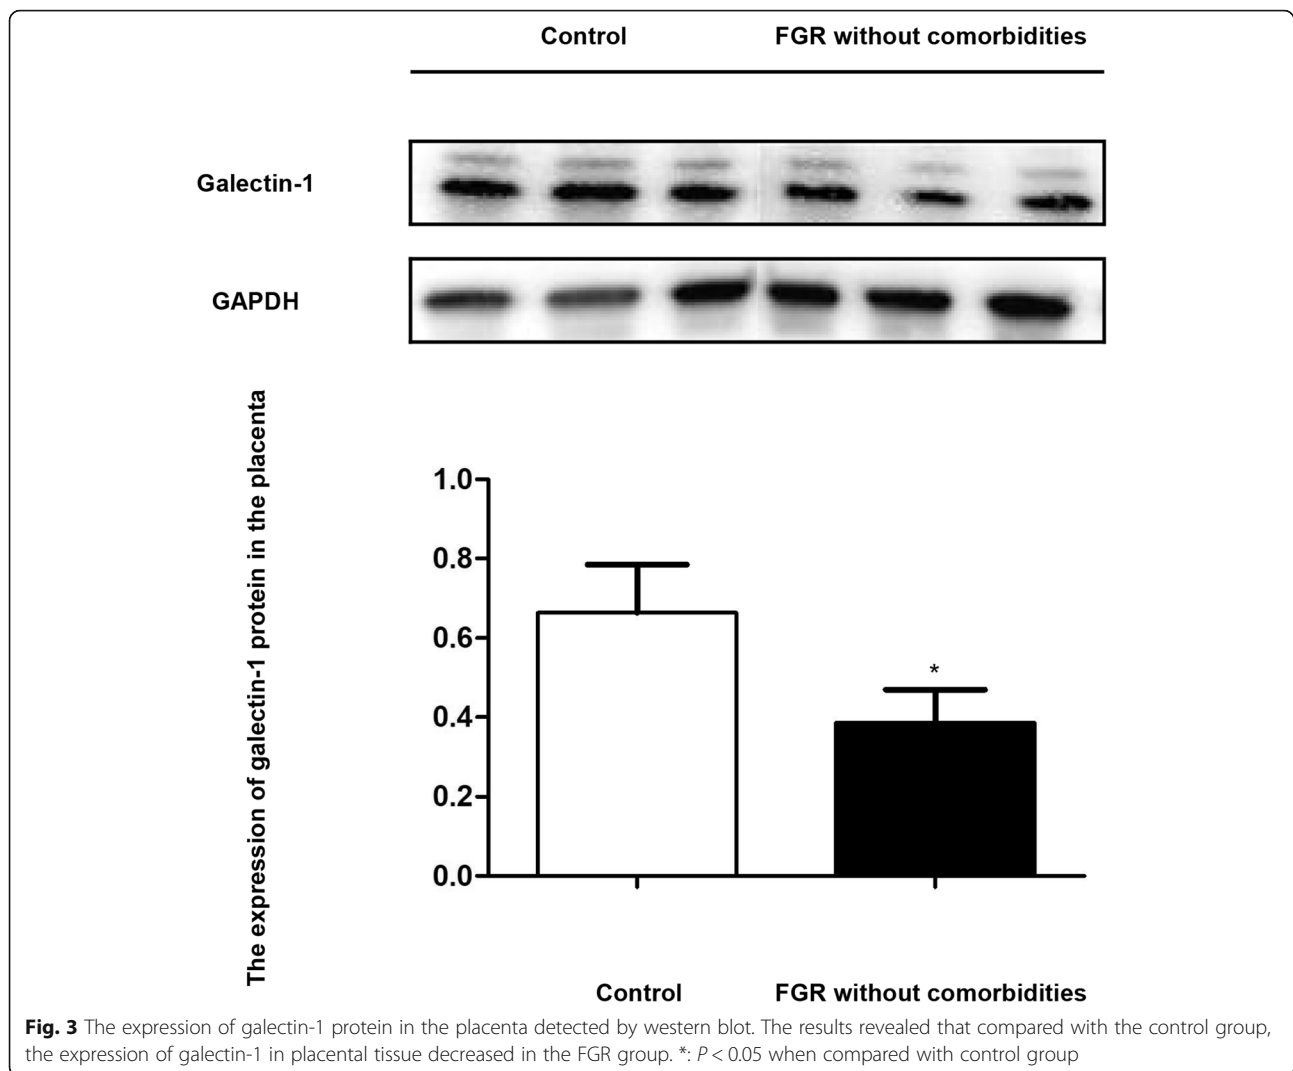 Control FGR without comorbidities
Galectin-1
GAPDH
The expression of galectin-1 protein in the placenta
1.0
0.8
0.6
*
0.4
0.2
0.0
Control FGR without comorbidities
Fig. 3 The expression of galectin-1 protein in the placenta detected by western blot. The results revealed that compared with the control group,
the expression of galectin-1 in placental tissue decreased in the FGR group. *: P < 0.05 when compared with control group